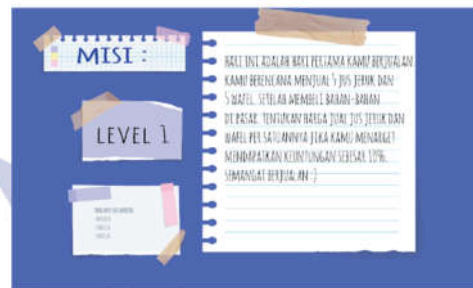 MISI :
LEVEL 1
HARI INI ADALAH HARI PERTAMA KAMU BERJUALAN.
KAMU BERENCANA MENJUAL 5 JUS JERUK DAN
5 WAFEL. SETELAH MEMBELI BAHAN-BAHAN
DI PASAR. TENTUKAN HARGA JUAL JUS JERUK DAN
WAFEL PER SATUANNYA JIKA KAMU MENARGET
MENDAPATKAN KEUNTUNGAN SEBESAR 10%.
SEMANGAT BERJUALAN :)